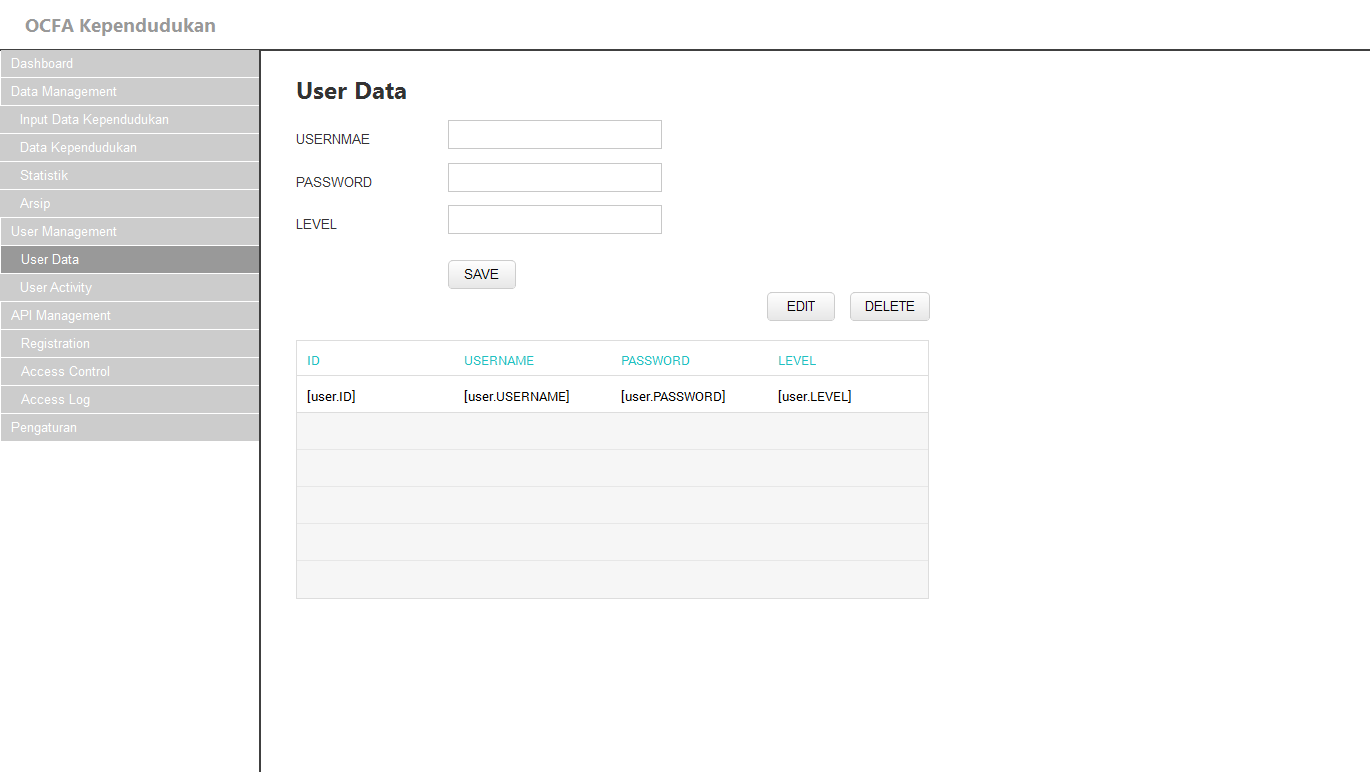 OCFA Kependudukan
Dashboard
Data Management
Input Data Kependudukan
Data Kependudukan
Statistik
Arsip
User Management
User Data
User Activity
API Management
Registration
Access Control
Access Log
Pengaturan
User Data
USERNMAE
PASSWORD
LEVEL
SAVE
EDIT DELETE
ID USERNAME PASSWORD LEVEL
[user.ID] [user.USERNAME] [user.PASSWORD] [user.LEVEL]